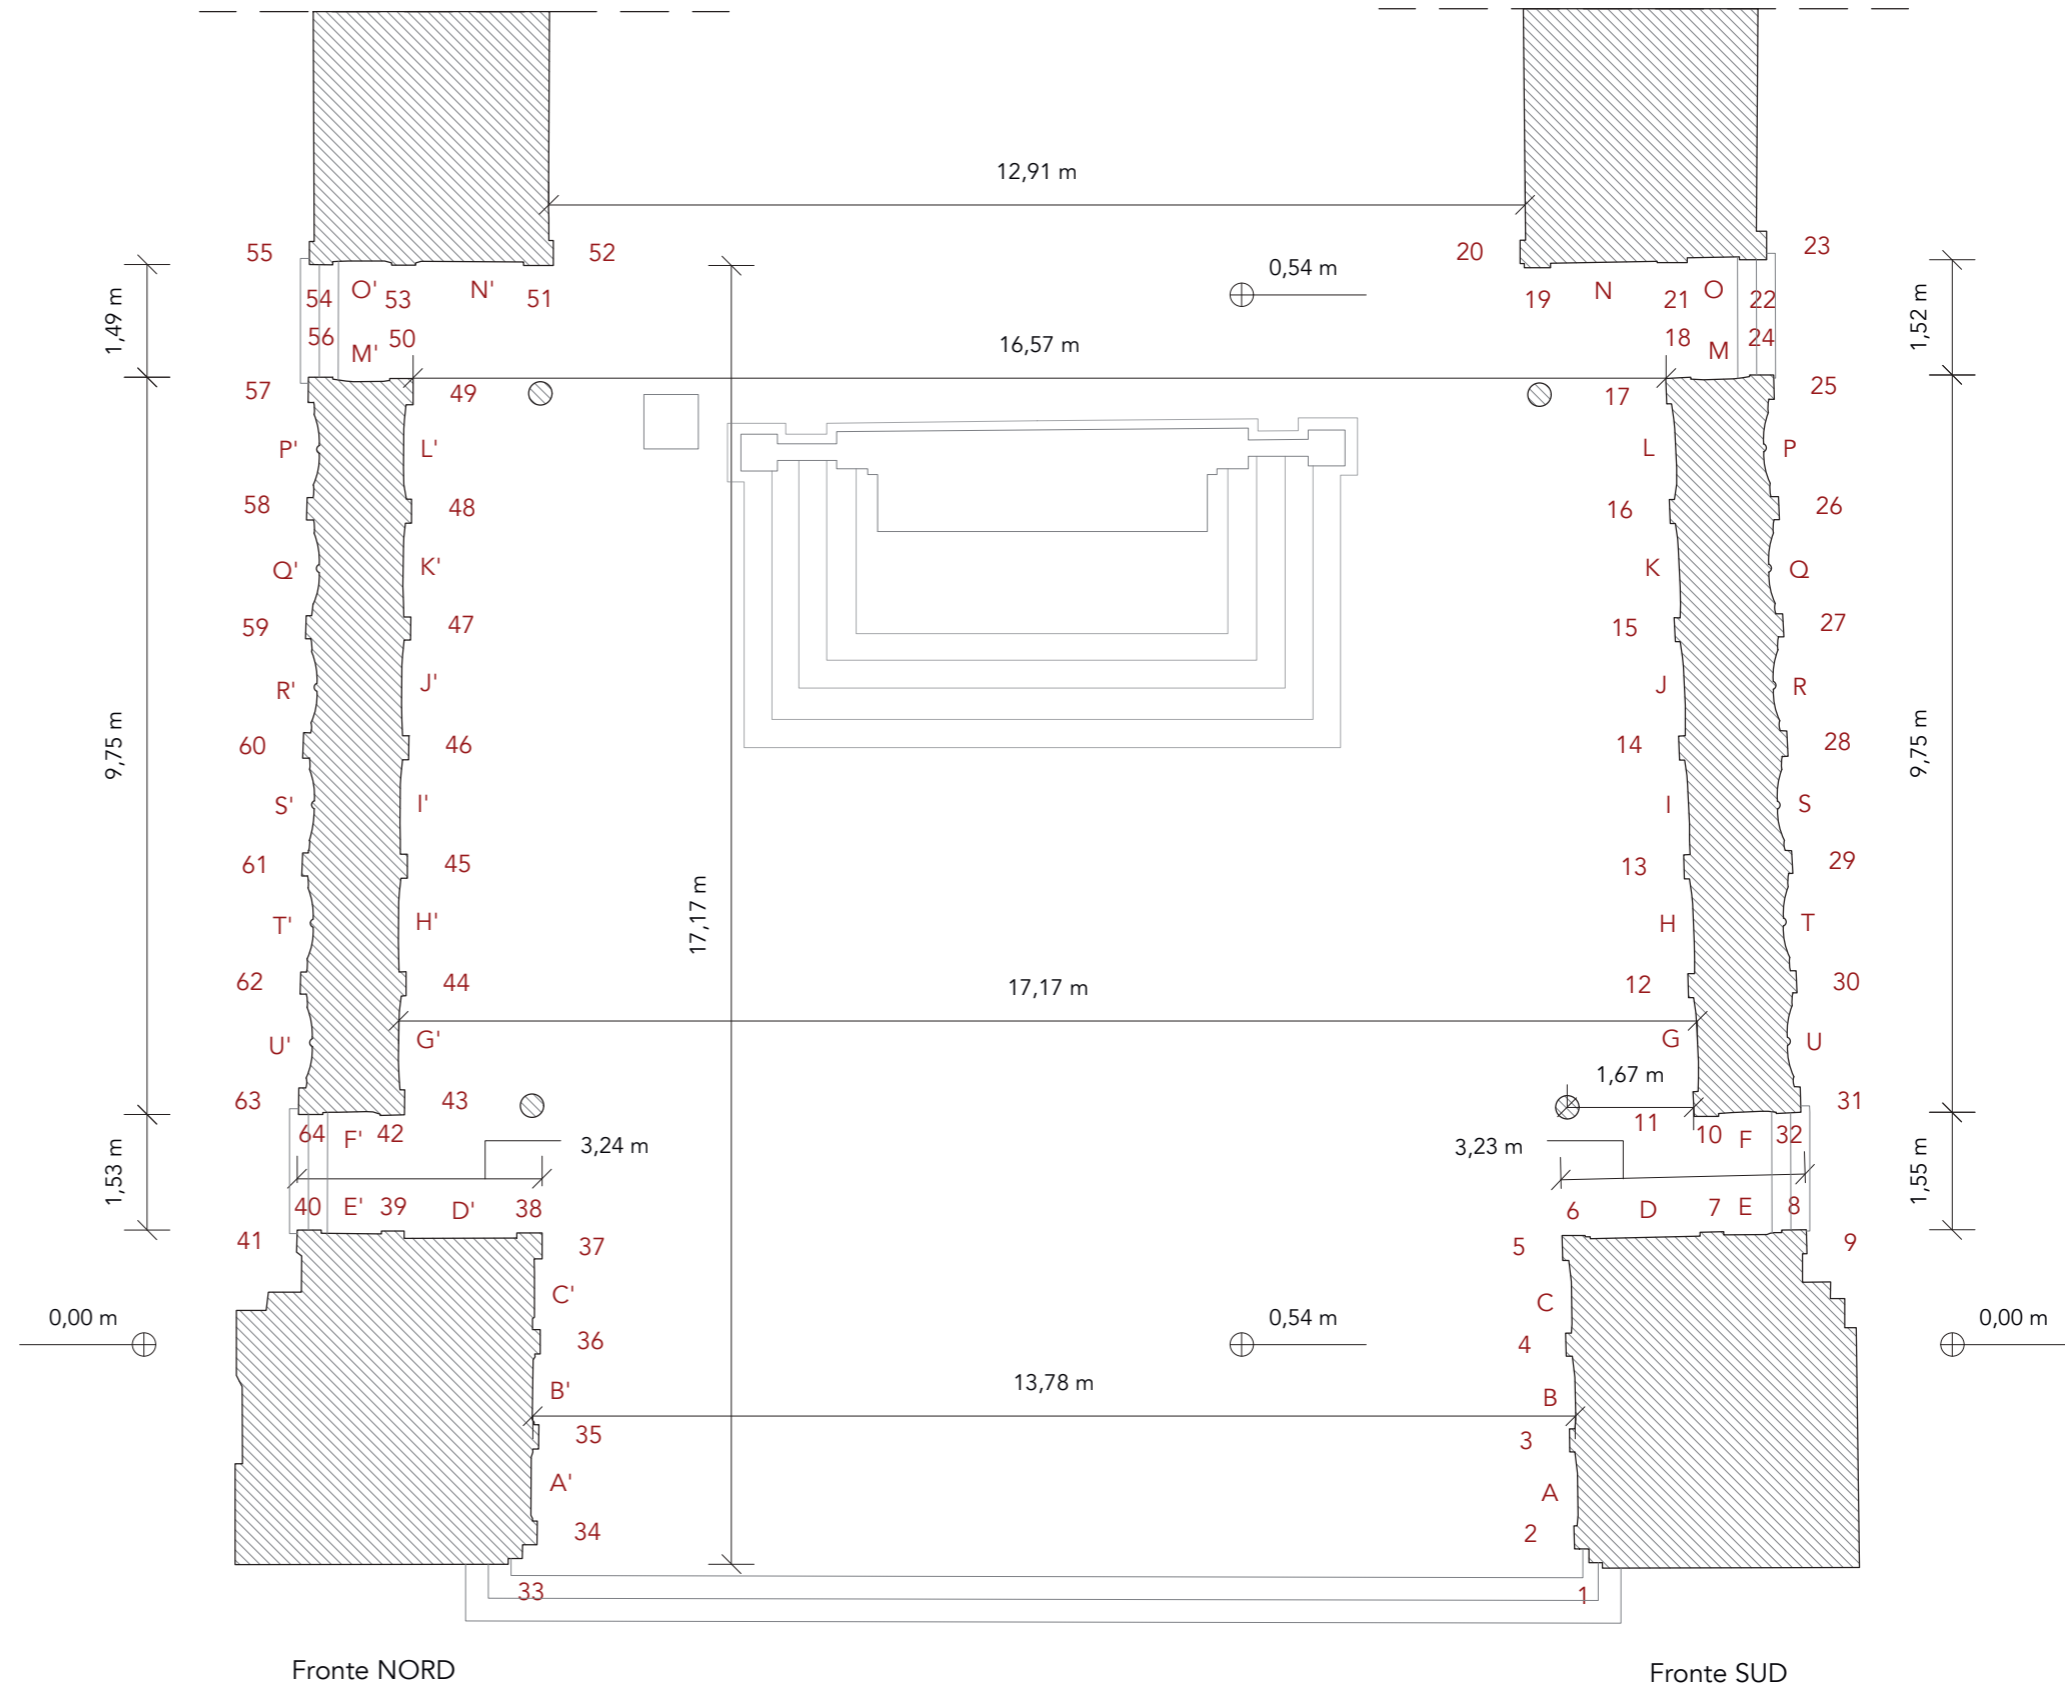 12,91 m
55 52 20 23
0,54 m
54 O' 53 N' 51 19 N 21 O 22
1,49 m 1,52 m
56 M' 50 16,57 m 18 M 24
57 49 17 25
P' L' L P
58 48 16 26
Q' K' K Q
59 47 15 27
R' J' J R
60 46 14 28
9,75 m 9,75 m
S' I' I S
61 45 13 29
17,17 m
T' H' H T
62 44 17,17 m 12 30
U' G' G U
1,67 m
63 43 11 31
64 F' 42 10 F 32
3,24 m 3,23 m
1,53 m 1,55 m
40 E' 39 D' 38 6 D 7 E 8
41 37 5 9
C' C
0,00 m 0,54 m 0,00 m
36 4
13,78 m
B' B
35 3
A' A
34 2
33 1
Fronte NORD Fronte SUD